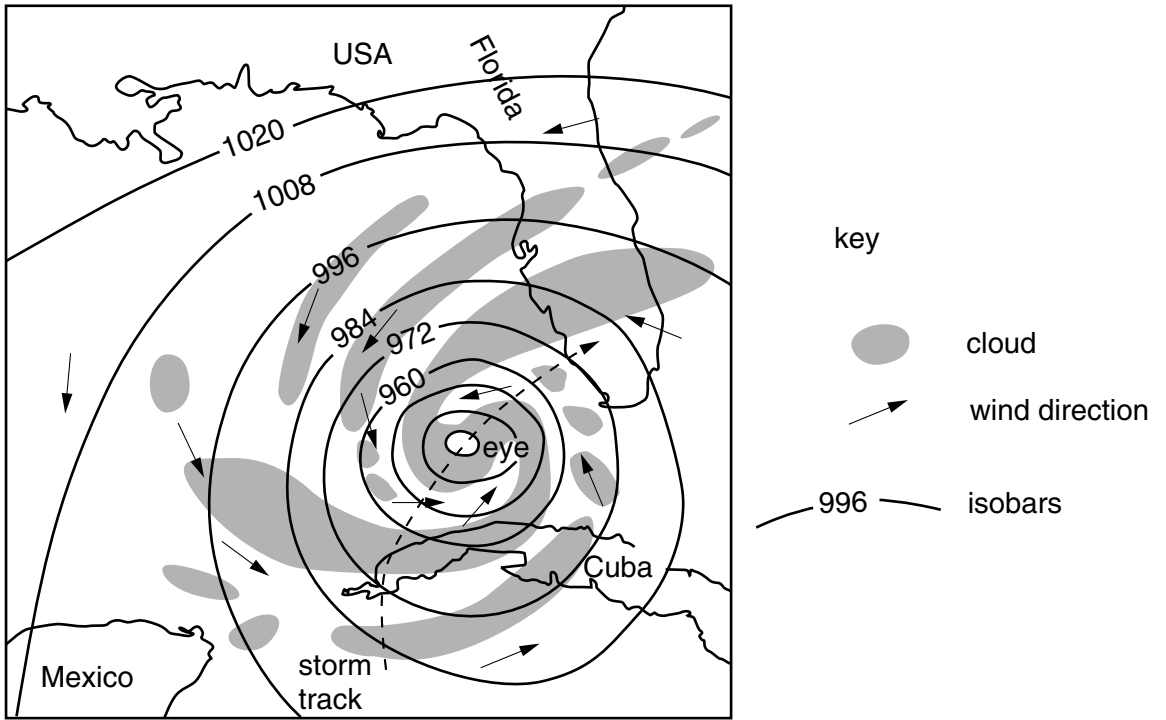 USA
Florida
1020
1008
996
984
972
960
eye
Cuba
Mexico
storm
track
key
cloud
wind direction
996
isobars